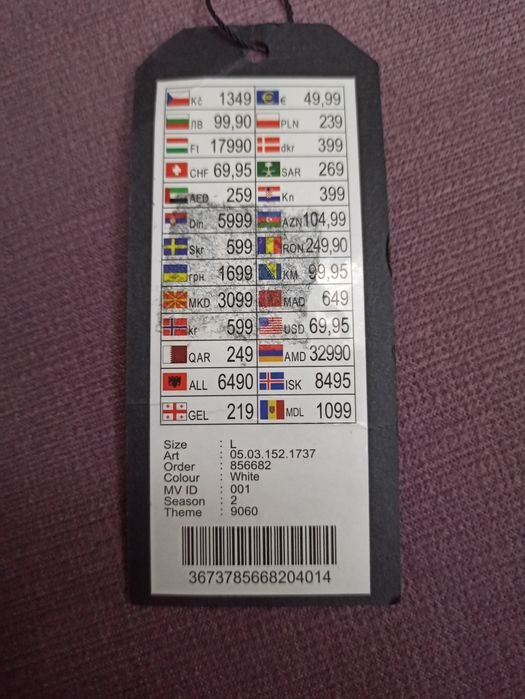 Kč 1349 € 49,99
ЛВ 99,90 PLN 239
Ft 17990 dkr 399
CHF 69,95 SAR 269
AED 259 Kn 399
Din 5999 AZN 104,99
Skr 599 RON 249,90
грн 1699 KM 99,95
MKD 3099 MAD 649
kr 599 USD 69,95
QAR 249 AMD 32990
ALL 6490 ISK 8495
GEL 219 MDL 1099
Size : L
Art : 05.03.152.1737
Order : 856682
Colour : White
MV ID : 001
Season : 2
Theme : 9060
3673785668204014